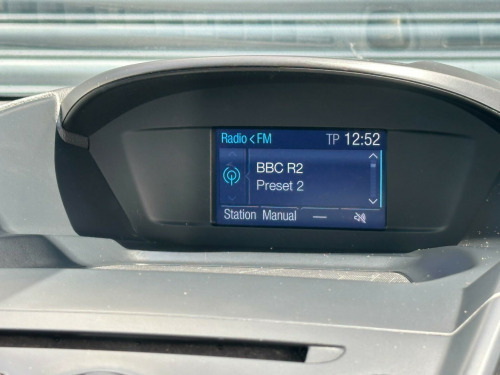 Radio < FM TP 12:52
BBC R2
Preset 2
Station Manual —